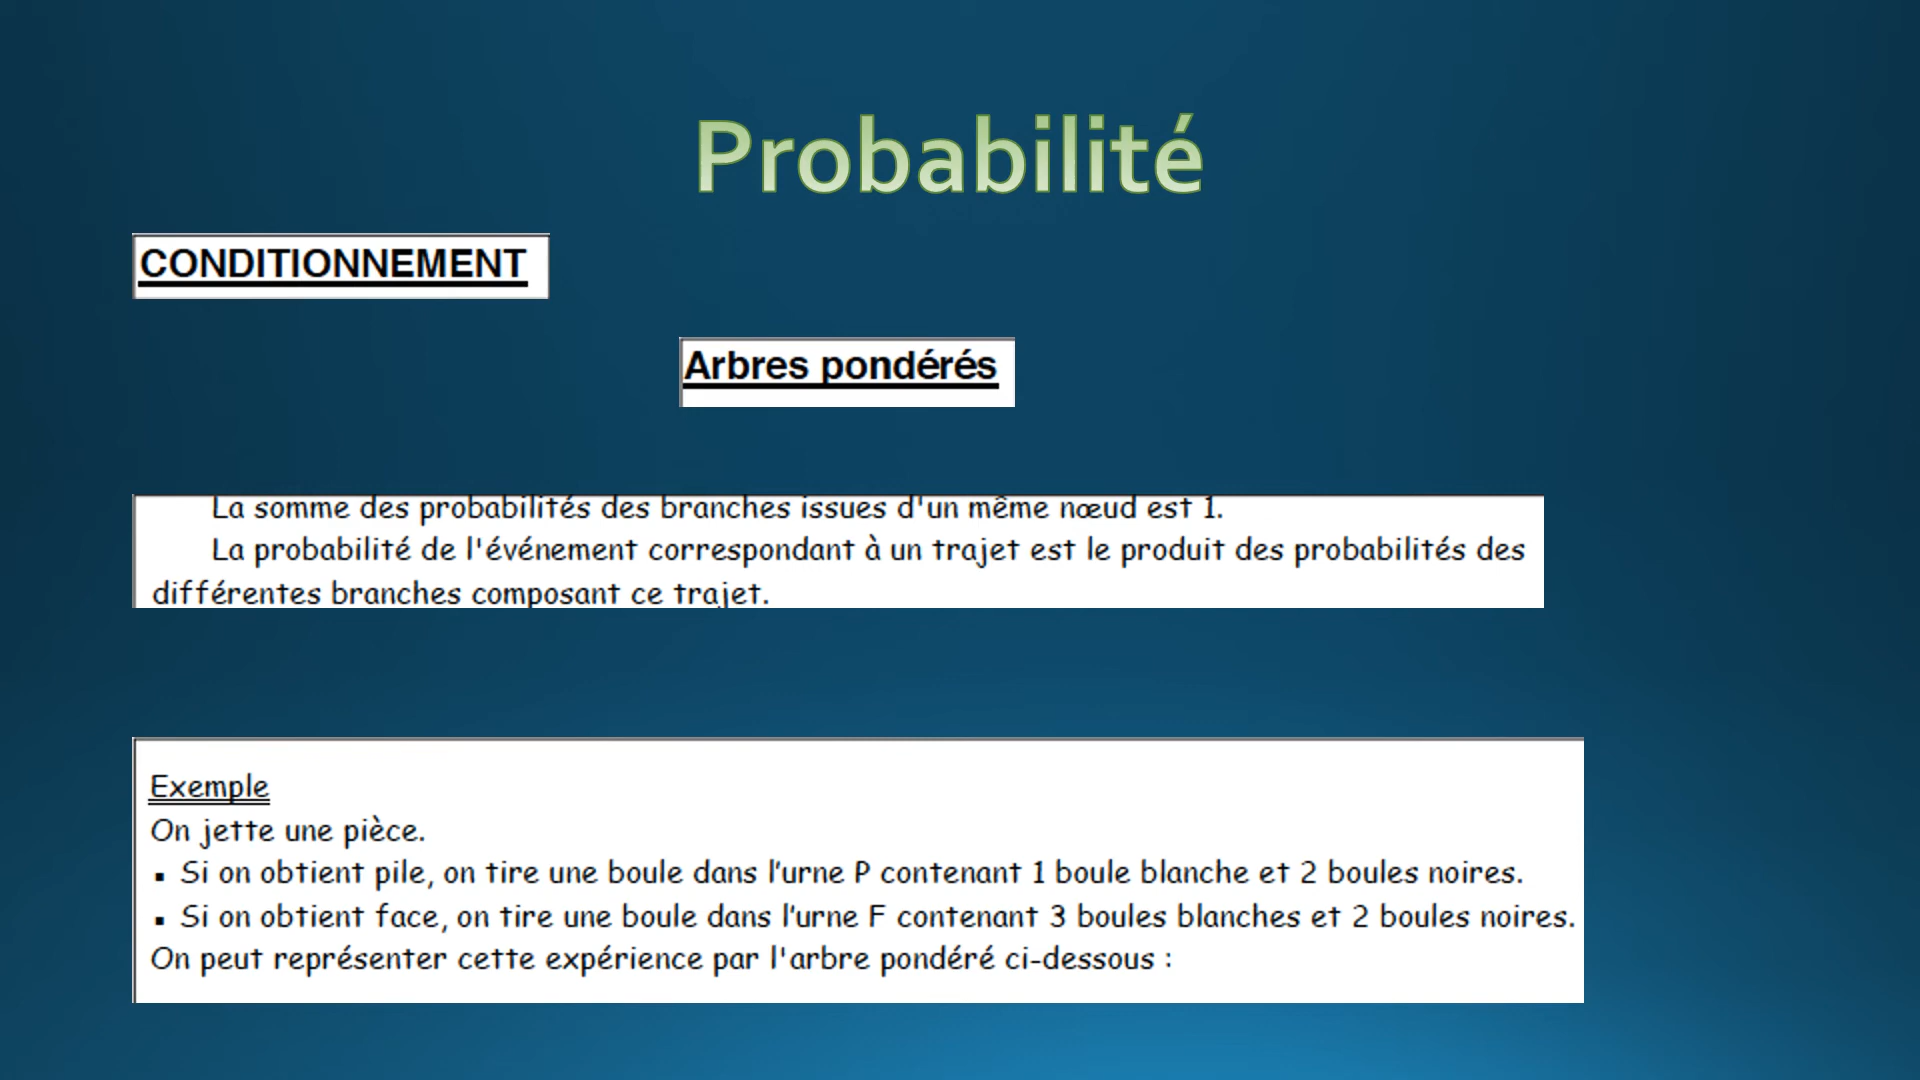 Probabilité
CONDITIONNEMENT
Arbres pondérés
La somme des probabilités des branches issues d'un même nœud est 1.
La probabilité de l'événement correspondant à un trajet est le produit des probabilités des
différentes branches composant ce trajet.
Exemple
On jette une pièce.
▪ Si on obtient pile, on tire une boule dans l’urne P contenant 1 boule blanche et 2 boules noires.
▪ Si on obtient face, on tire une boule dans l’urne F contenant 3 boules blanches et 2 boules noires.
On peut représenter cette expérience par l'arbre pondéré ci-dessous :